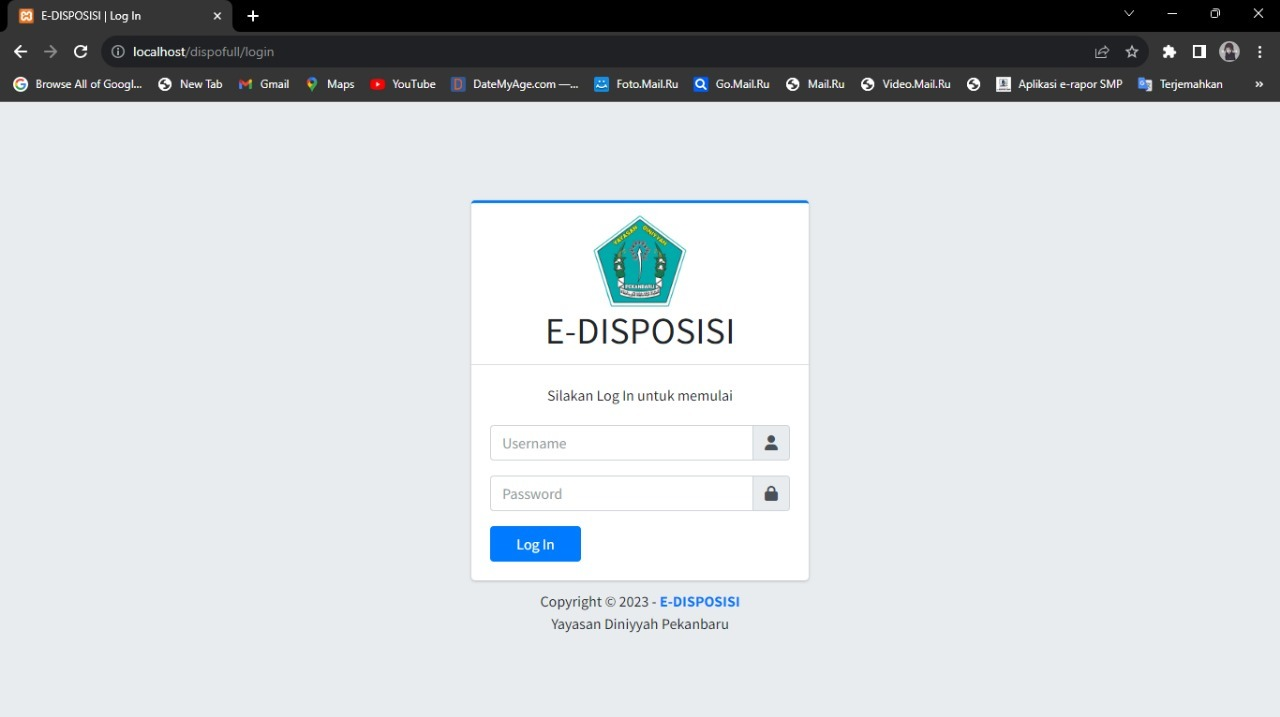 E-DISPOSISI | Log In
localhost/dispofull/login
Browse All of Googl... New Tab Gmail Maps YouTube DateMyAge.com —... Foto.Mail.Ru Go.Mail.Ru Mail.Ru Video.Mail.Ru Aplikasi e-rapor SMP Terjemahkan »
YAYASAN DINIYYAH
PEKANBARU
E-DISPOSISI
Silakan Log In untuk memulai
Username
Password
Log In
Copyright © 2023 - E-DISPOSISI
Yayasan Diniyyah Pekanbaru